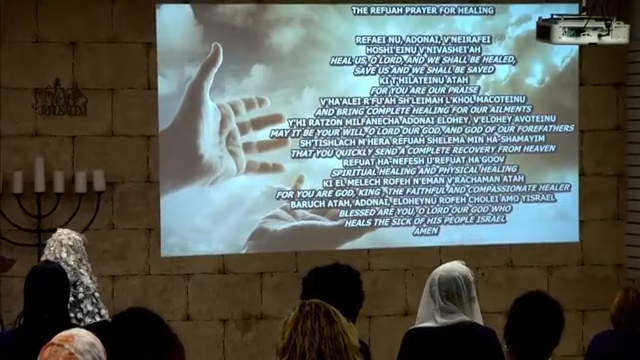 THE REFUAH PRAYER FOR HEALING
REFAEI NU, ADONAI, V'NEIRAFEI
HOSHI'EINU V'NIVASHEI'AH
HEAL US, O LORD, AND WE SHALL BE HEALED,
SAVE US AND WE SHALL BE SAVED
KI T'HILATEINU ATAH
FOR YOU ARE OUR PRAISE
V'HA'ALEI R'FU'AH SH'LEIMAH L'KHOL MACOTEINU
AND BRING COMPLETE HEALING FOR OUR AILMENTS
Y'HI RATZON MILFANECHA ADONAI ELOHEY, V'ELOHEY AVOTEINU
MAY IT BE YOUR WILL, O LORD OUR GOD, AND GOD OF OUR FOREFATHERS
SH'TISHLACH M'HERA REFUAH SHELEMA MIN HA-SHAMAYIM
THAT YOU QUICKLY SEND A COMPLETE RECOVERY FROM HEAVEN
REFUAT HA-NEFESH U'REFUAT HA'GOOV
SPIRITUAL HEALING AND PHYSICAL HEALING
KI EL MELECH ROFEH N'EMAN V'RACHAMAN ATAH
FOR YOU ARE GOD, KING, THE FAITHFUL AND COMPASSIONATE HEALER
BARUCH ATAH, ADONAI, ELOHEYNU ROFEH CHOLEI AMO YISRAEL
BLESSED ARE YOU, O LORD OUR GOD WHO
HEALS THE SICK OF HIS PEOPLE ISRAEL
AMEN
JERUSALEM